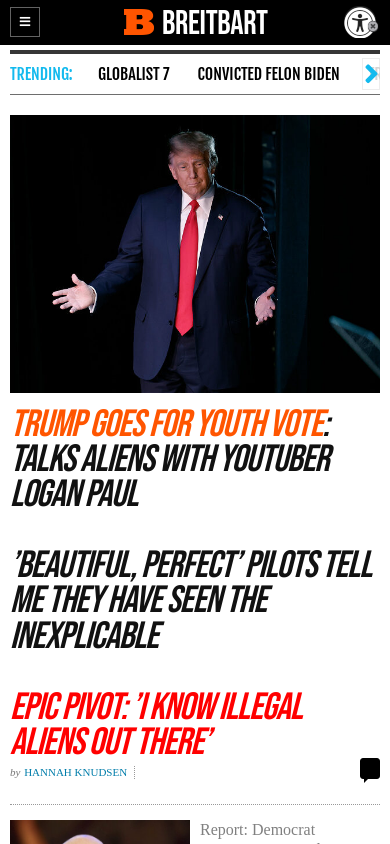 BREITBART
TRENDING: GLOBALIST 7 CONVICTED FELON BIDEN
TRUMP GOES FOR YOUTH VOTE:
TALKS ALIENS WITH YOUTUBER
LOGAN PAUL
’BEAUTIFUL, PERFECT’ PILOTS TELL
ME THEY HAVE SEEN THE
INEXPLICABLE
EPIC PIVOT: ’I KNOW ILLEGAL
ALIENS OUT THERE’
by HANNAH KNUDSEN
Report: Democrat